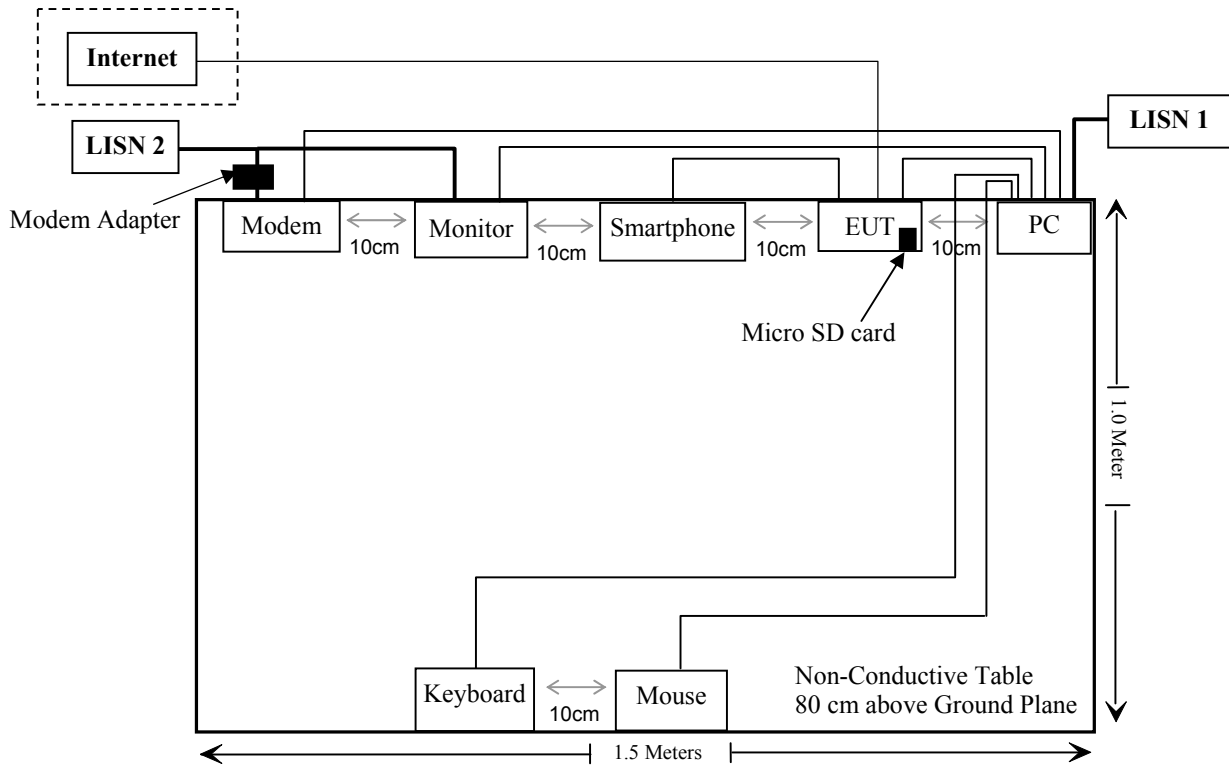 Internet
LISN 1
LISN 2
Modem Adapter
Modem
10cm
Monitor
10cm
Smartphone
10cm
EUT
10cm
PC
Micro SD card
1.0 Meter
Keyboard
10cm
Mouse
Non-Conductive Table
80 cm above Ground Plane
1.5 Meters